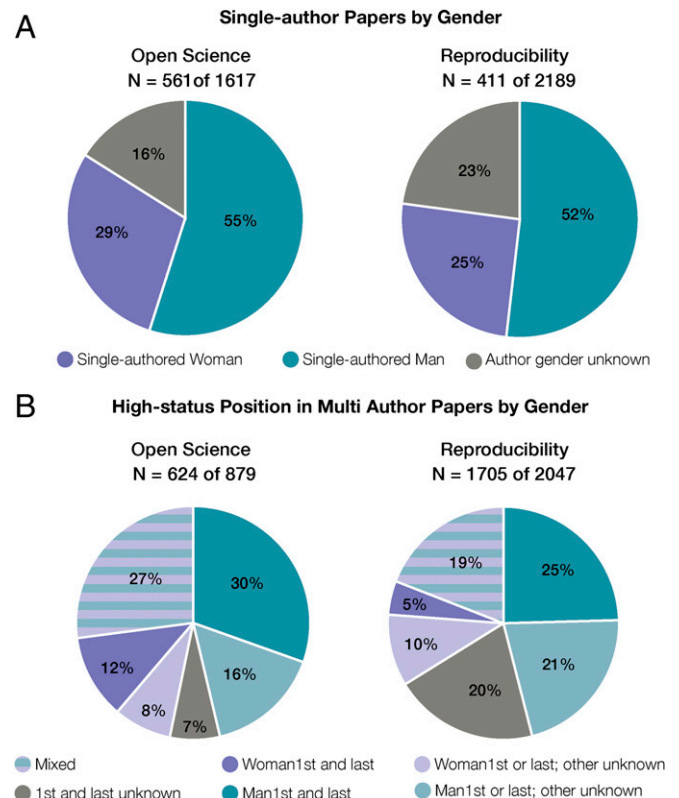 A
Single-author Papers by Gender
Open Science
N = 561of 1617
Reproducibility
N = 411 of 2189
16%
55%
29%
23%
52%
25%
Single-authored Woman
Single-authored Man
Author gender unknown
B
High-status Position in Multi Author Papers by Gender
Open Science
N = 624 of 879
Reproducibility
N = 1705 of 2047
27%
30%
12%
16%
8%
7%
19%
25%
5%
10%
21%
20%
Mixed
Woman1st and last
Woman1st or last; other unknown
1st and last unknown
Man1st and last
Man1st or last; other unknown